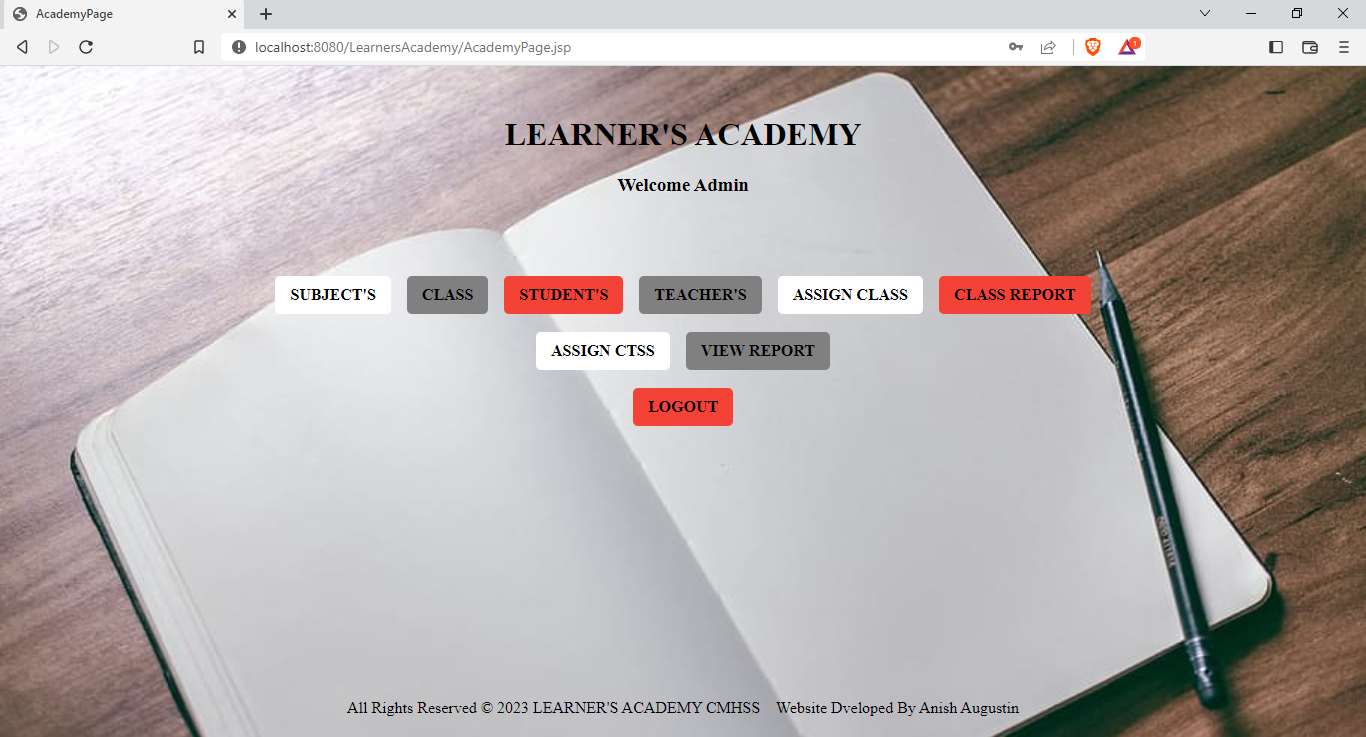 AcademyPage
localhost:8080/LearnersAcademy/AcademyPage.jsp
1
LEARNER'S ACADEMY
Welcome Admin
SUBJECT'S CLASS STUDENT'S TEACHER'S ASSIGN CLASS CLASS REPORT
ASSIGN CTSS VIEW REPORT
LOGOUT
All Rights Reserved © 2023 LEARNER'S ACADEMY CMHSS Website Dveloped By Anish Augustin